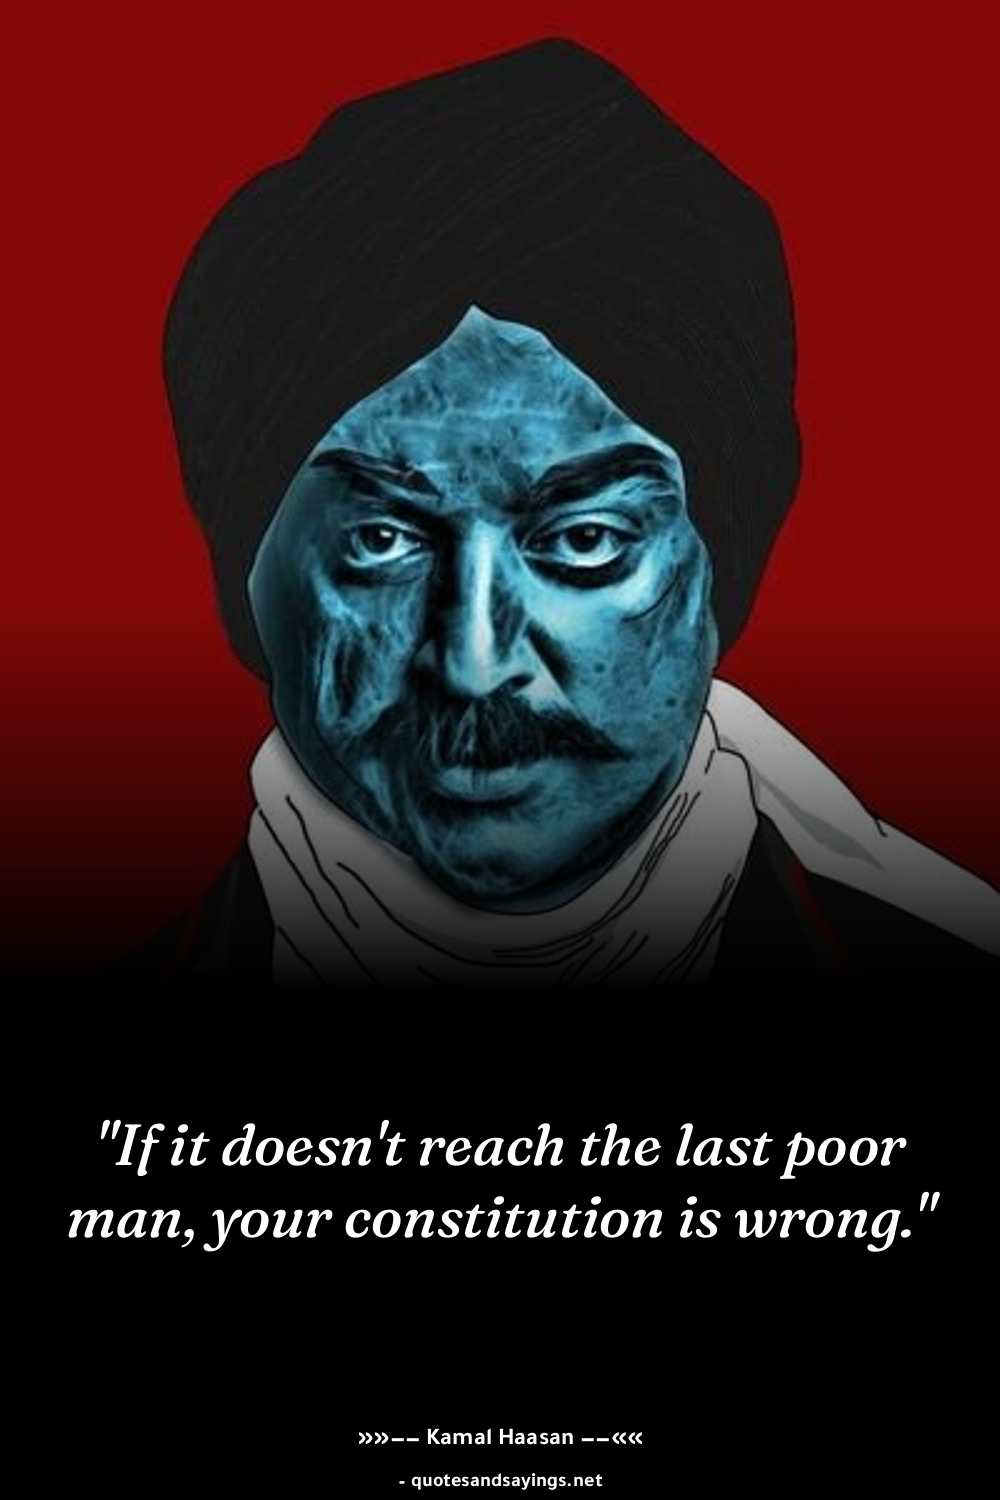 "If it doesn't reach the last poor
man, your constitution is wrong."
»»−− Kamal Haasan −−««
- quotesandsayings.net